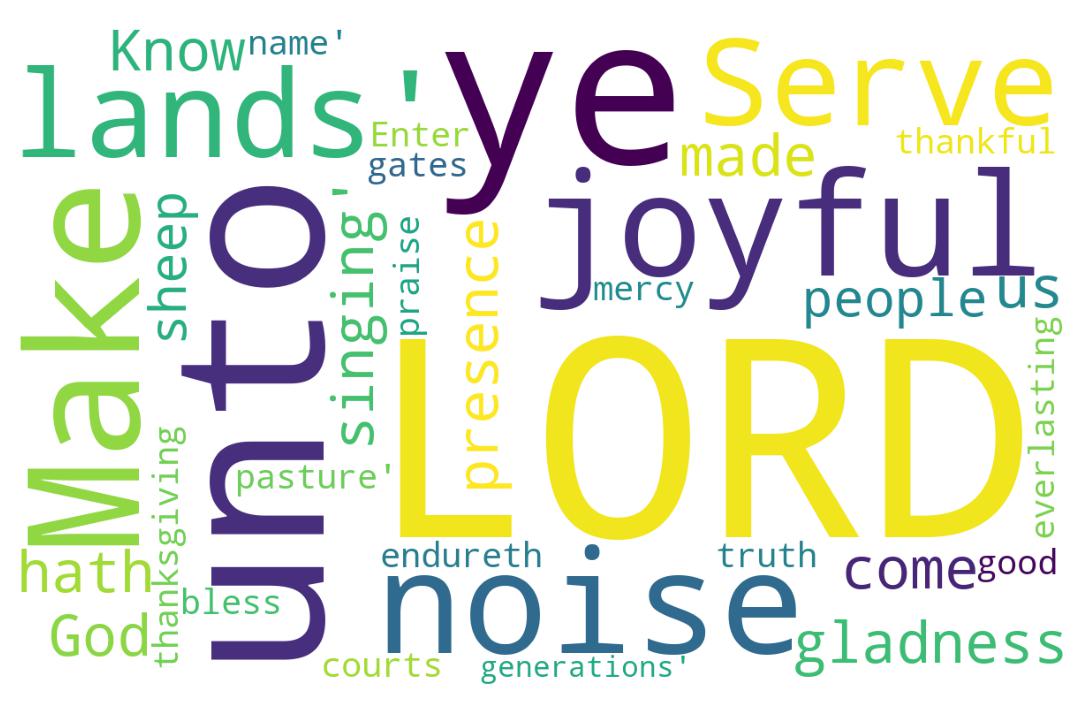 Know
name'
lands'
ye
Serve
Enter
gates
made
thankful
Make
sheep
unto
singing'
praise
presence
joyful
mercy
people
us
LORD
everlasting
thanksgiving
pasture'
hath
God
bless
endureth
noise
truth
come
good
gladness
courts
generations'